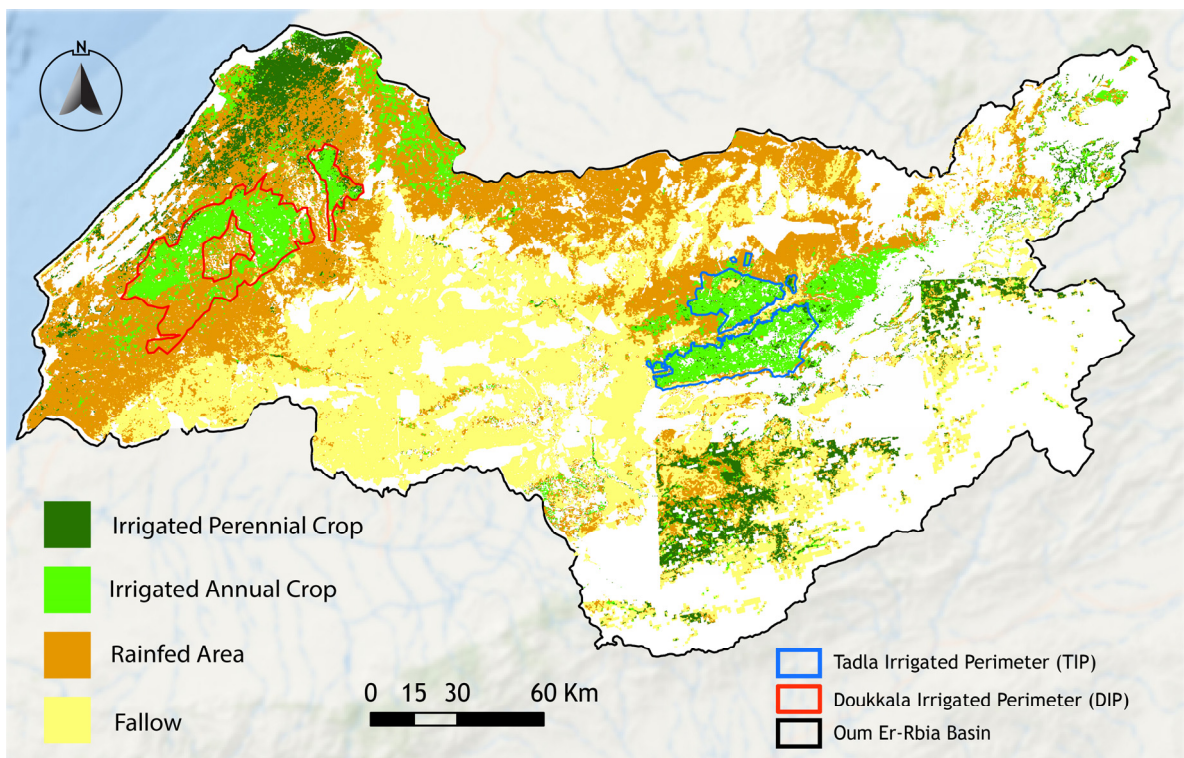 N
Irrigated Perennial Crop
Irrigated Annual Crop
Rainfed Area
Fallow
0 15 30 60 Km
Tadla Irrigated Perimeter (TIP)
Doukkala Irrigated Perimeter (DIP)
Oum Er-Rbia Basin